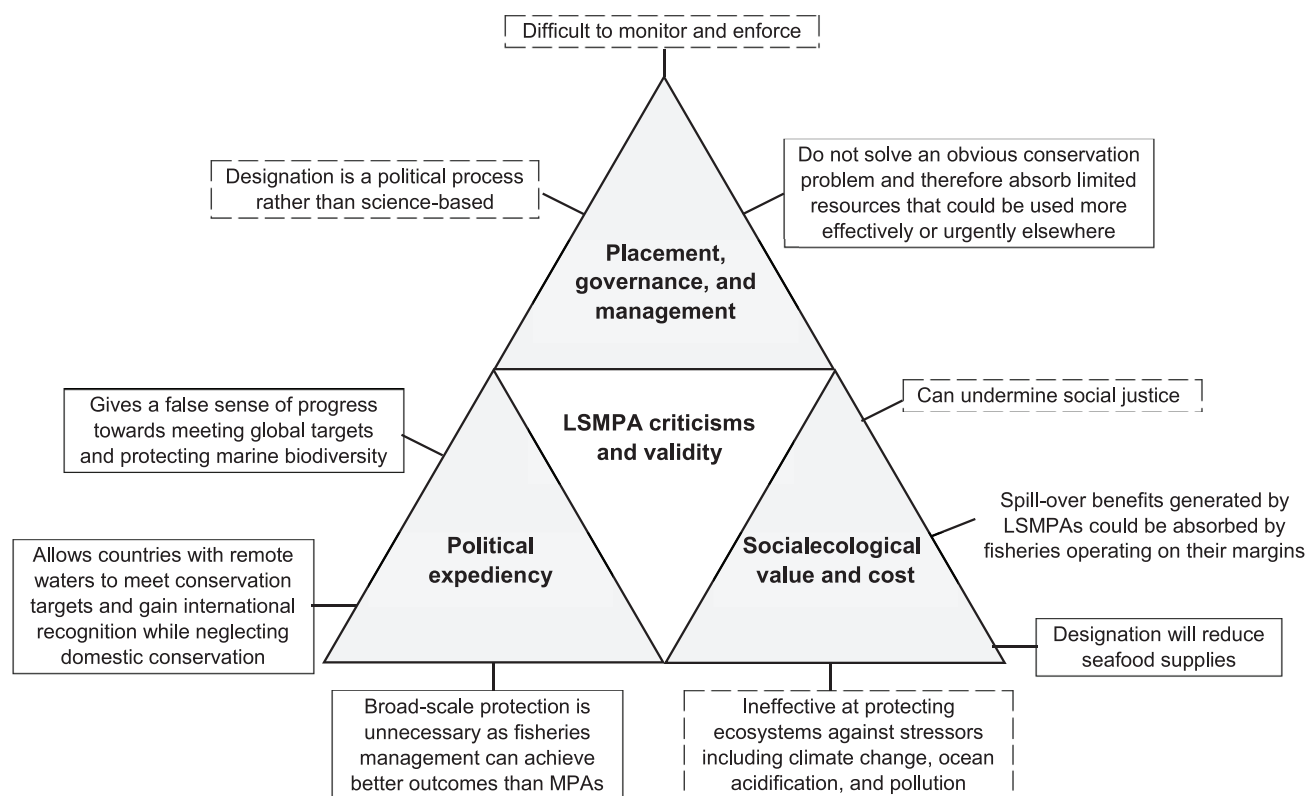 Difficult to monitor and enforce
Designation is a political process
rather than science-based
Do not solve an obvious conservation
problem and therefore absorb limited
resources that could be used more
effectively or urgently elsewhere
Placement,
governance, and
management
Gives a false sense of progress
towards meeting global targets
and protecting marine biodiversity
LSMPA criticisms
and validity
Can undermine social justice
Allows countries with remote
waters to meet conservation
targets and gain international
recognition while neglecting
domestic conservation
Political
expediency
Socialecological
value and cost
Spill-over benefits generated by
LSMPAs could be absorbed by
fisheries operating on their margins
Designation will reduce
seafood supplies
Broad-scale protection is
unnecessary as fisheries
management can achieve
better outcomes than MPAs
Ineffective at protecting
ecosystems against stressors
including climate change, ocean
acidification, and pollution